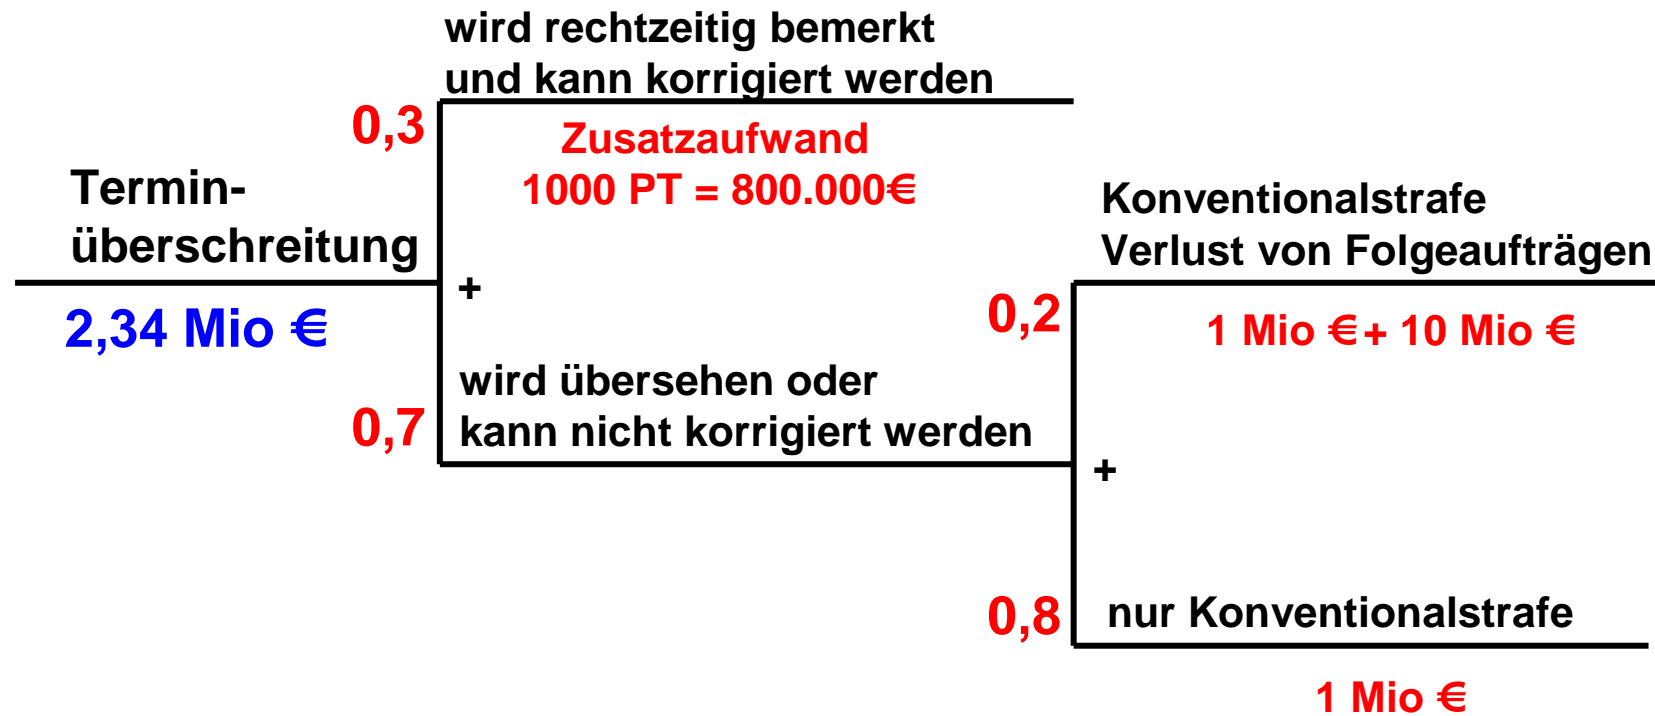 wird rechtzeitig bemerkt
und kann korrigiert werden
0,3
Zusatzaufwand
1000 PT = 800.000€
Termin-
überschreitung
2,34 Mio €
+
Konventionalstrafe
Verlust von Folgeaufträgen
0,2
1 Mio €+ 10 Mio €
wird übersehen oder
kann nicht korrigiert werden
0,7
+
0,8
nur Konventionalstrafe
1 Mio €